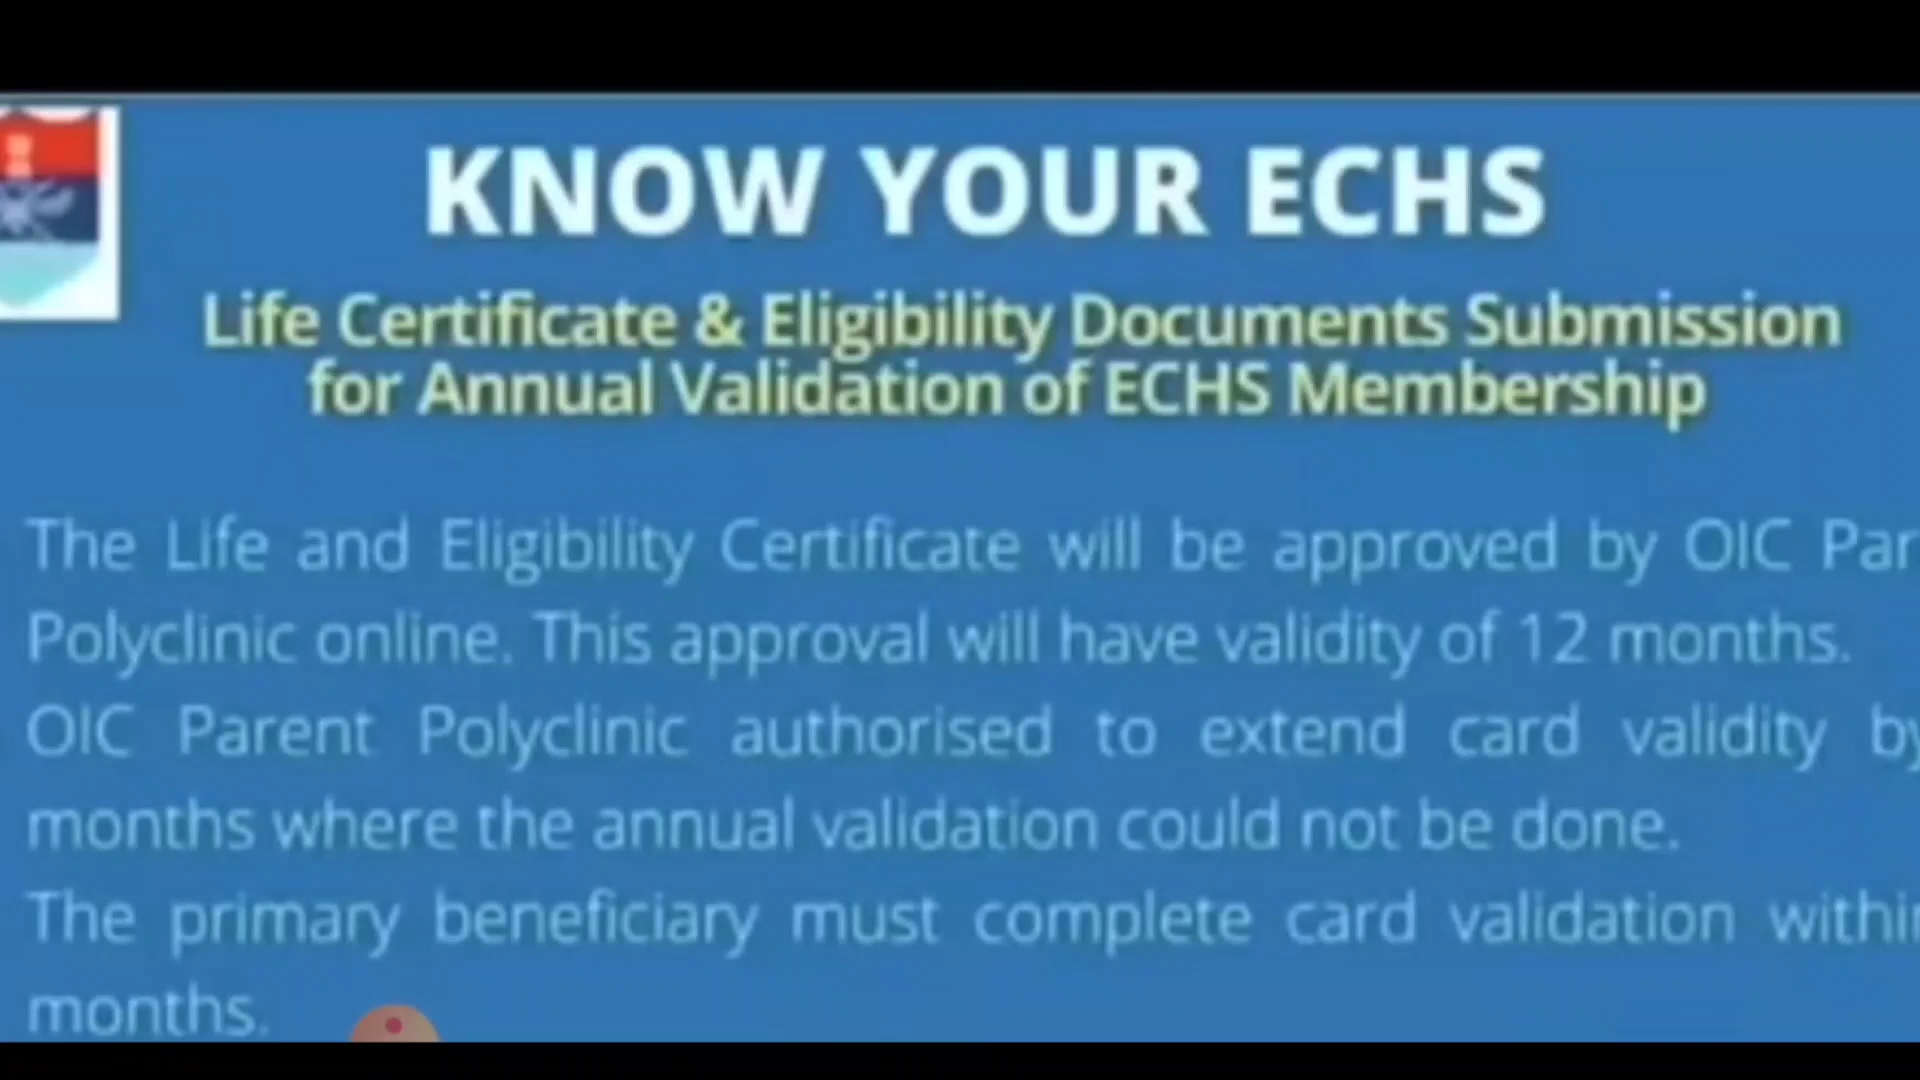 KNOW YOUR ECHS
Life Certificate & Eligibility Documents Submission
for Annual Validation of ECHS Membership
The Life and Eligibility Certificate will be approved by OIC Par
Polyclinic online. This approval will have validity of 12 months.
OIC Parent Polyclinic authorised to extend card validity by
months where the annual validation could not be done.
The primary beneficiary must complete card validation within
months.